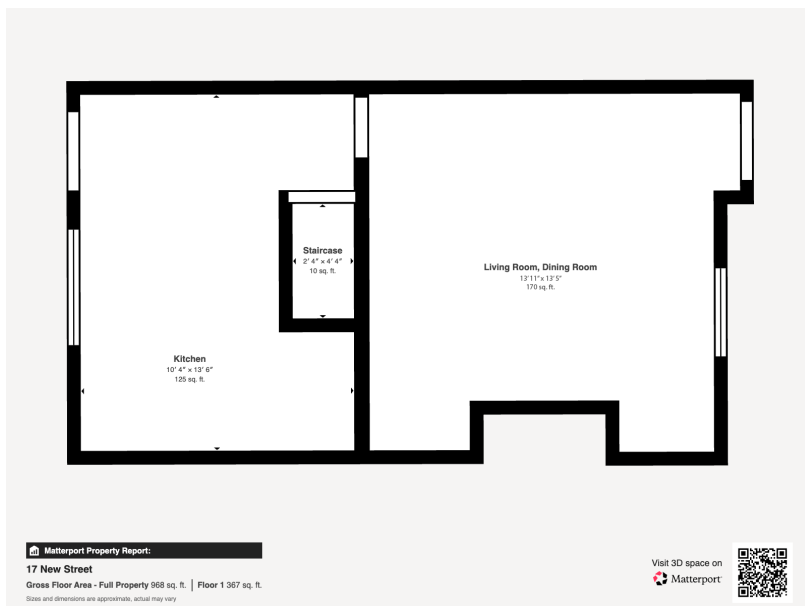 Staircase
2' 4" × 4' 4"
10 sq. ft.
Living Room, Dining Room
13'11" x 13'5"
170 sq. ft.
Kitchen
10' 4" × 13' 6"
125 sq. ft.
Matterport Property Report:
17 New Street
Gross Floor Area - Full Property 968 sq. ft. | Floor 1 367 sq. ft.
Sizes and dimensions are approximate, actual may vary
Visit 3D space on
Matterport